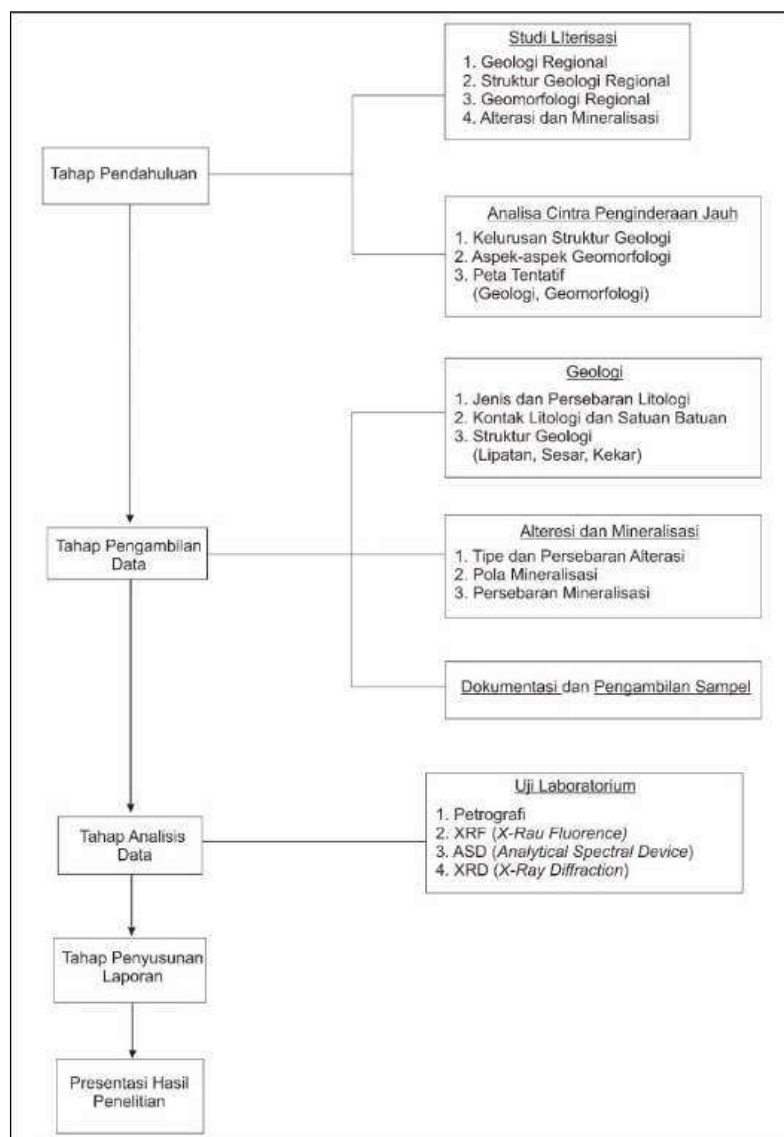 Studi LIterisasi
1. Geologi Regional
2. Struktur Geologi Regional
3. Geomorfologi Regional
4. Alterasi dan Mineralisasi
Tahap Pendahuluan
Analisa Cintra Penginderaan Jauh
1. Kelurusan Struktur Geologi
2. Aspek-aspek Geomorfologi
3. Peta Tentatif
(Geologi, Geomorfologi)
Geologi
1. Jenis dan Persebaran Litologi
2. Kontak Litologi dan Satuan Batuan
3. Struktur Geologi
(Lipatan, Sesar, Kekar)
Tahap Pengambilan
Data
Alteresi dan Mineralisasi
1. Tipe dan Persebaran Alterasi
2. Pola Mineralisasi
3. Persebaran Mineralisasi
Dokumentasi dan Pengambilan Sampel
Tahap Analisis
Data
Uji Laboratorium
1. Petrografi
2. XRF (X-Rau Fluorence)
3. ASD (Analytical Spectral Device)
4. XRD (X-Ray Diffraction)
Tahap Penyusunan
Laporan
Presentasi Hasil
Penelitian